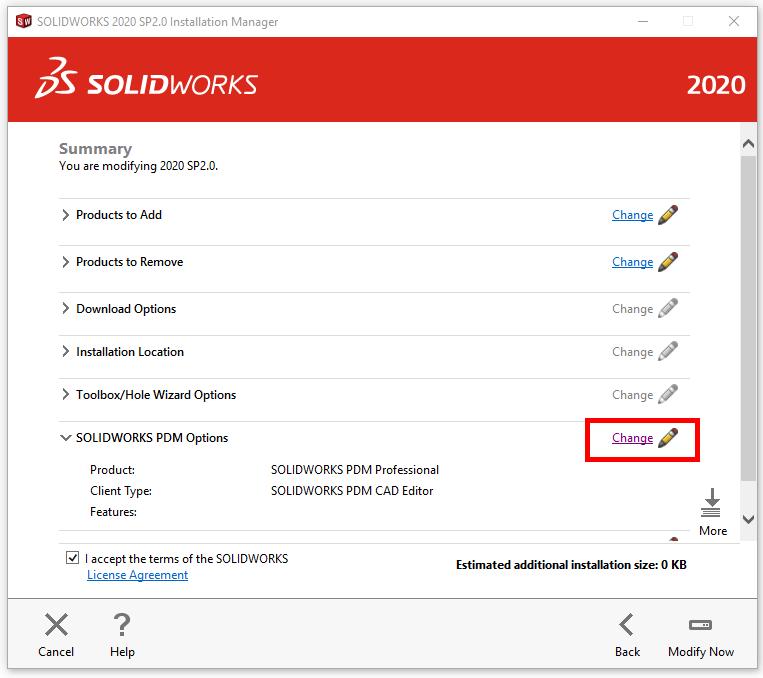 SOLIDWORKS 2020 SP2.0 Installation Manager
SOLIDWORKS 2020
Summary
You are modifying 2020 SP2.0.
Products to Add Change
Products to Remove Change
Download Options Change
Installation Location Change
Toolbox/Hole Wizard Options Change
SOLIDWORKS PDM Options Change
Product: SOLIDWORKS PDM Professional
Client Type: SOLIDWORKS PDM CAD Editor
Features:
More
I accept the terms of the SOLIDWORKS
License Agreement
Estimated additional installation size: 0 KB
Cancel Help Back Modify Now